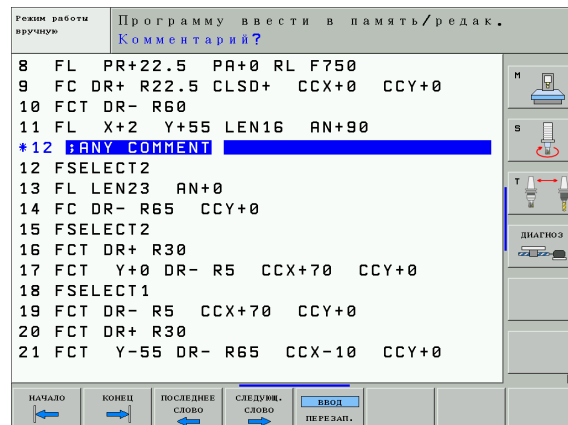 Режим работы
вручную
Программу ввести в память/редак.
Комментарий?
8 FL PR+22.5 PA+0 RL F750
9 FC DR+ R22.5 CLSD+ CCX+0 CCY+0
10 FCT DR- R60
11 FL X+2 Y+55 LEN16 AN+90
*12 ;ANY COMMENT
12 FSELECT2
13 FL LEN23 AN+0
14 FC DR- R65 CCY+0
15 FSELECT2
16 FCT DR+ R30
17 FCT Y+0 DR- R5 CCX+70 CCY+0
18 FSELECT1
19 FCT DR- R5 CCX+70 CCY+0
20 FCT DR+ R30
21 FCT Y-55 DR- R65 CCX-10 CCY+0
M
S
T
ДИАГНОЗ
НАЧАЛО
КОНЕЦ
ПОСЛЕДНЕЕ
СЛОВО
СЛЕДУЮЩ.
СЛОВО
ВВОД
ПЕРЕЗАП.